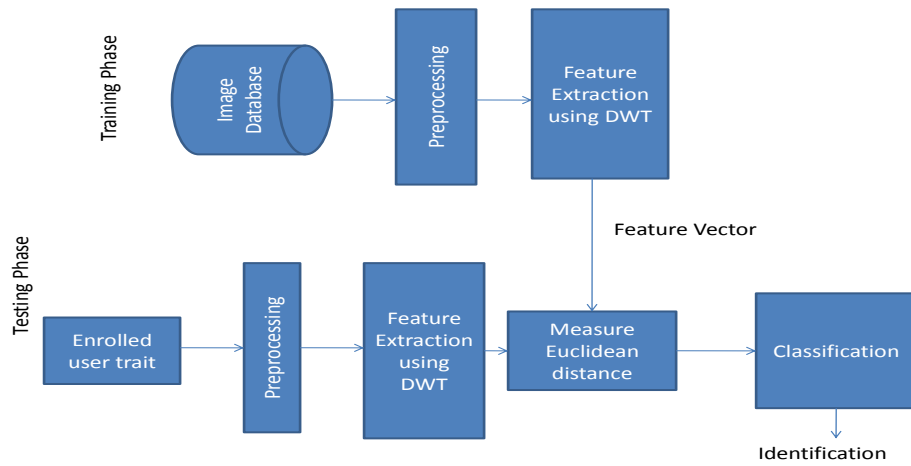 Training Phase
Image
Database
Preprocessing
Feature
Extraction
using DWT
Feature Vector
Testing Phase
Enrolled
user trait
Preprocessing
Feature
Extraction
using
DWT
Measure
Euclidean
distance
Classification
Identification